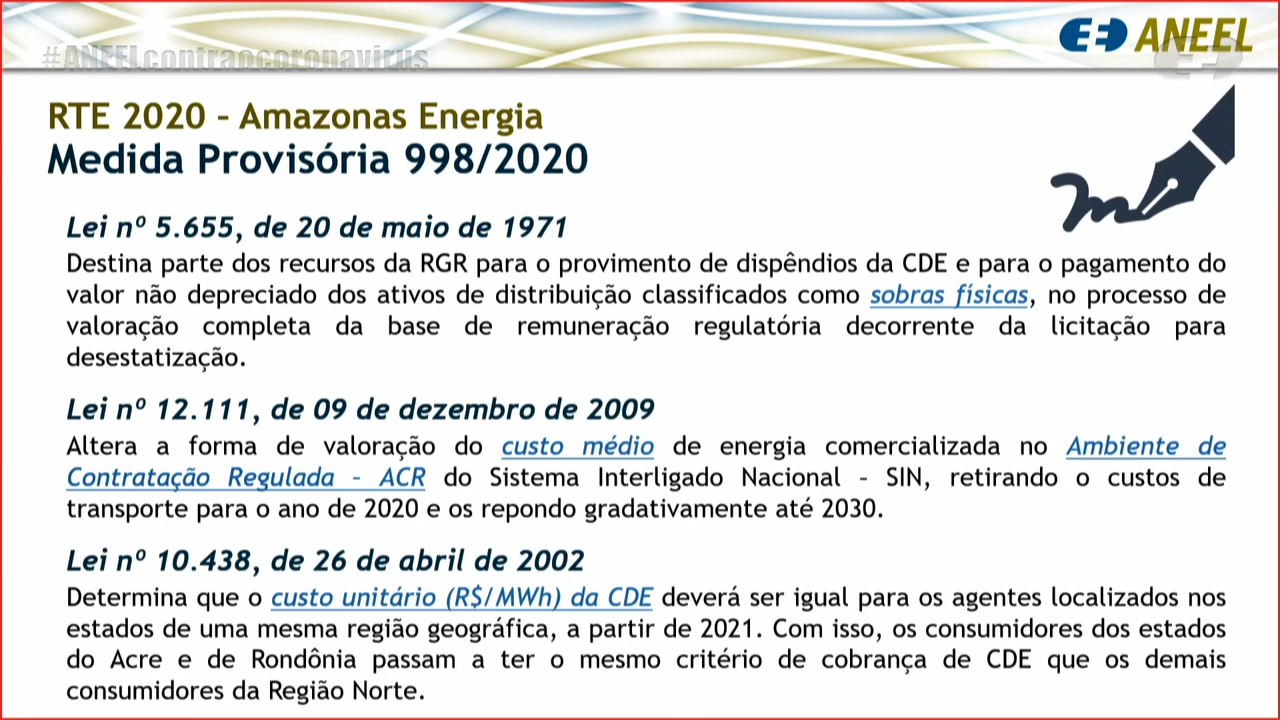 #ANEELcontraocoronavirus
ANEEL
RTE 2020 – Amazonas Energia
Medida Provisória 998/2020
Lei nº 5.655, de 20 de maio de 1971
Destina parte dos recursos da RGR para o provimento de dispêndios da CDE e para o pagamento do
valor não depreciado dos ativos de distribuição classificados como sobras físicas, no processo de
valoração completa da base de remuneração regulatória decorrente da licitação para
desestatização.
Lei nº 12.111, de 09 de dezembro de 2009
Altera a forma de valoração do custo médio de energia comercializada no Ambiente de
Contratação Regulada – ACR do Sistema Interligado Nacional – SIN, retirando o custos de
transporte para o ano de 2020 e os repondo gradativamente até 2030.
Lei nº 10.438, de 26 de abril de 2002
Determina que o custo unitário (R$/MWh) da CDE deverá ser igual para os agentes localizados nos
estados de uma mesma região geográfica, a partir de 2021. Com isso, os consumidores dos estados
do Acre e de Rondônia passam a ter o mesmo critério de cobrança de CDE que os demais
consumidores da Região Norte.